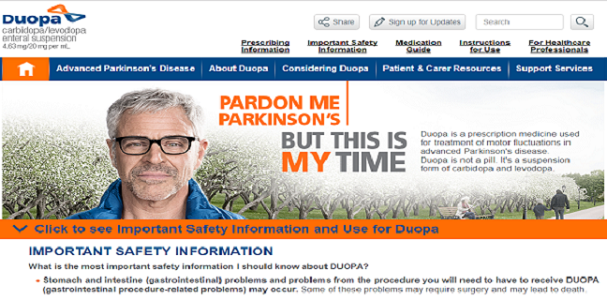 Duopa
carbidopa/levodopa
enteral suspension
4.63mg/20mg per mL
Share
Sign up for Updates
Search
Prescribing Information
Important Safety Information
Medication Guide
Instructions for Use
For Healthcare Professionals
Advanced Parkinson's Disease
About Duopa
Considering Duopa
Patient & Carer Resources
Support Services
PARDON ME
PARKINSON'S
BUT THIS IS
MY TIME
Duopa is a prescription medicine used
for treatment of motor fluctuations in
advanced Parkinson's disease.
Duopa is not a pill. It's a suspension
form of carbidopa and levodopa.
Click to see Important Safety Information and Use for Duopa
IMPORTANT SAFETY INFORMATION
What is the most important safety information I should know about DUOPA?
• Stomach and intestine (gastrointestinal) problems and problems from the procedure you will need to have to receive DUOPA
(gastrointestinal procedure-related problems) may occur. Some of these problems may require surgery and may lead to death.